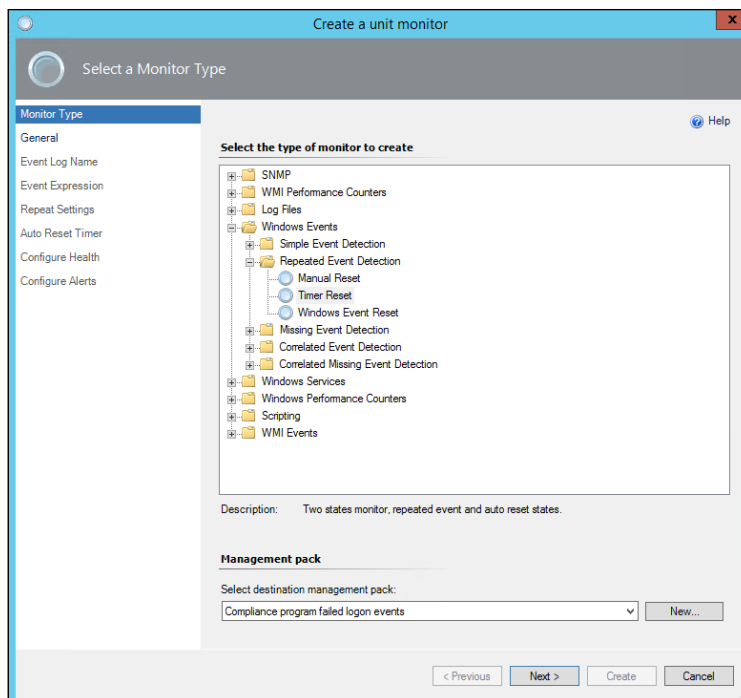 Create a unit monitor
x
Select a Monitor Type
Monitor Type
General
Event Log Name
Event Expression
Repeat Settings
Auto Reset Timer
Configure Health
Configure Alerts
Help
Select the type of monitor to create
SNMP
WMI Performance Counters
Log Files
Windows Events
Simple Event Detection
Repeated Event Detection
Manual Reset
Timer Reset
Windows Event Reset
Missing Event Detection
Correlated Event Detection
Correlated Missing Event Detection
Windows Services
Windows Performance Counters
Scripting
WMI Events
Description: Two states monitor, repeated event and auto reset states.
Management pack
Select destination management pack:
Compliance program failed logon events
New...
< Previous Next > Create Cancel